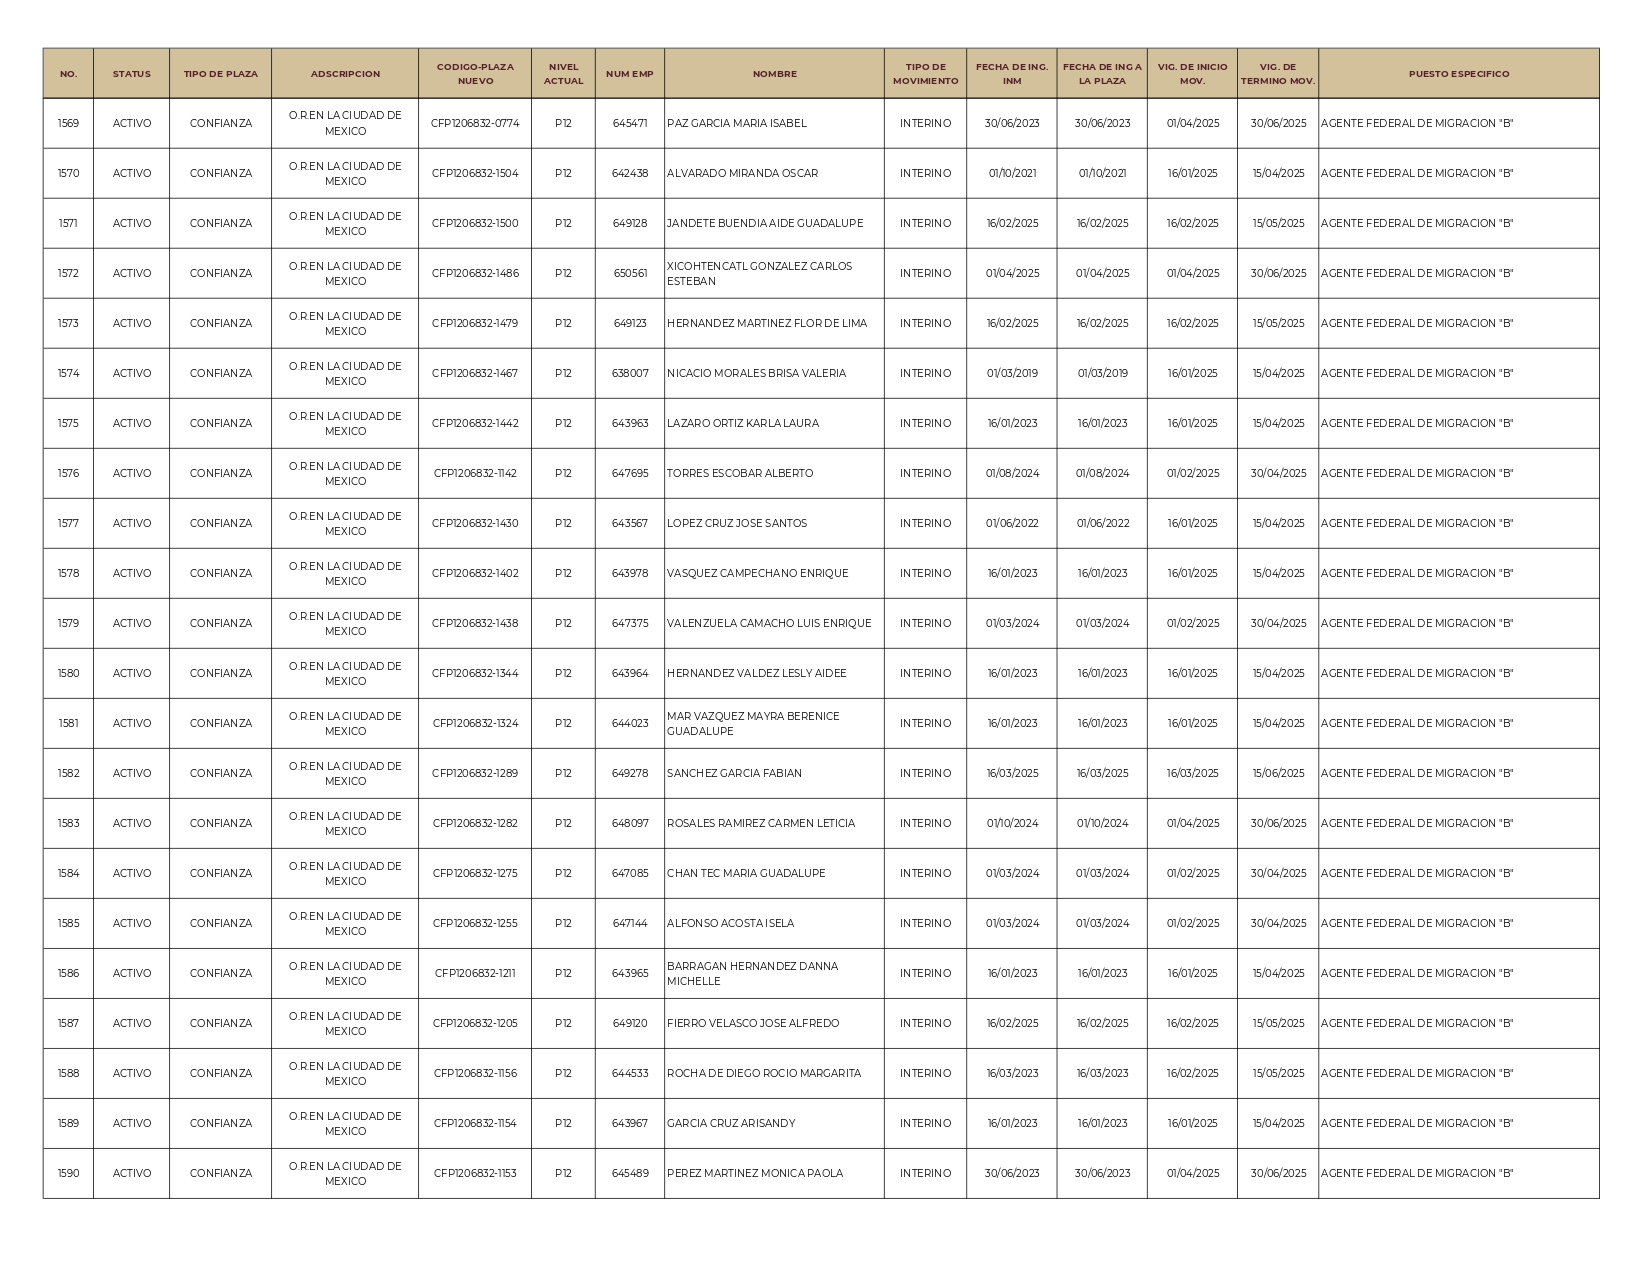 NO. STATUS TIPO DE PLAZA ADSCRIPCION CODIGO-PLAZA NUEVO NIVEL ACTUAL NUM EMP NOMBRE TIPO DE MOVIMIENTO FECHA DE ING. INM FECHA DE ING A LA PLAZA VIG. DE INICIO MOV. VIG. DE TERMINO MOV. PUESTO ESPECIFICO
1569 ACTIVO CONFIANZA O.R.EN LA CIUDAD DE MEXICO CFP1206832-0774 P12 645471 PAZ GARCIA MARIA ISABEL INTERINO 30/06/2023 30/06/2023 01/04/2025 30/06/2025 AGENTE FEDERAL DE MIGRACION "B"
1570 ACTIVO CONFIANZA O.R.EN LA CIUDAD DE MEXICO CFP1206832-1504 P12 642438 ALVARADO MIRANDA OSCAR INTERINO 01/10/2021 01/10/2021 16/01/2025 15/04/2025 AGENTE FEDERAL DE MIGRACION "B"
1571 ACTIVO CONFIANZA O.R.EN LA CIUDAD DE MEXICO CFP1206832-1500 P12 649128 JANDETE BUENDIA AIDE GUADALUPE INTERINO 16/02/2025 16/02/2025 16/02/2025 15/05/2025 AGENTE FEDERAL DE MIGRACION "B"
1572 ACTIVO CONFIANZA O.R.EN LA CIUDAD DE MEXICO CFP1206832-1486 P12 650561 XICOHTENCATL GONZALEZ CARLOS ESTEBAN INTERINO 01/04/2025 01/04/2025 01/04/2025 30/06/2025 AGENTE FEDERAL DE MIGRACION "B"
1573 ACTIVO CONFIANZA O.R.EN LA CIUDAD DE MEXICO CFP1206832-1479 P12 649123 HERNANDEZ MARTINEZ FLOR DE LIMA INTERINO 16/02/2025 16/02/2025 16/02/2025 15/05/2025 AGENTE FEDERAL DE MIGRACION "B"
1574 ACTIVO CONFIANZA O.R.EN LA CIUDAD DE MEXICO CFP1206832-1467 P12 638007 NICACIO MORALES BRISA VALERIA INTERINO 01/03/2019 01/03/2019 16/01/2025 15/04/2025 AGENTE FEDERAL DE MIGRACION "B"
1575 ACTIVO CONFIANZA O.R.EN LA CIUDAD DE MEXICO CFP1206832-1442 P12 643963 LAZARO ORTIZ KARLA LAURA INTERINO 16/01/2023 16/01/2023 16/01/2025 15/04/2025 AGENTE FEDERAL DE MIGRACION "B"
1576 ACTIVO CONFIANZA O.R.EN LA CIUDAD DE MEXICO CFP1206832-1142 P12 647695 TORRES ESCOBAR ALBERTO INTERINO 01/08/2024 01/08/2024 01/02/2025 30/04/2025 AGENTE FEDERAL DE MIGRACION "B"
1577 ACTIVO CONFIANZA O.R.EN LA CIUDAD DE MEXICO CFP1206832-1430 P12 643567 LOPEZ CRUZ JOSE SANTOS INTERINO 01/06/2022 01/06/2022 16/01/2025 15/04/2025 AGENTE FEDERAL DE MIGRACION "B"
1578 ACTIVO CONFIANZA O.R.EN LA CIUDAD DE MEXICO CFP1206832-1402 P12 643978 VASQUEZ CAMPECHANO ENRIQUE INTERINO 16/01/2023 16/01/2023 16/01/2025 15/04/2025 AGENTE FEDERAL DE MIGRACION "B"
1579 ACTIVO CONFIANZA O.R.EN LA CIUDAD DE MEXICO CFP1206832-1438 P12 647375 VALENZUELA CAMACHO LUIS ENRIQUE INTERINO 01/03/2024 01/03/2024 01/02/2025 30/04/2025 AGENTE FEDERAL DE MIGRACION "B"
1580 ACTIVO CONFIANZA O.R.EN LA CIUDAD DE MEXICO CFP1206832-1344 P12 643964 HERNANDEZ VALDEZ LESLY AIDEE INTERINO 16/01/2023 16/01/2023 16/01/2025 15/04/2025 AGENTE FEDERAL DE MIGRACION "B"
1581 ACTIVO CONFIANZA O.R.EN LA CIUDAD DE MEXICO CFP1206832-1324 P12 644023 MAR VAZQUEZ MAYRA BERENICE GUADALUPE INTERINO 16/01/2023 16/01/2023 16/01/2025 15/04/2025 AGENTE FEDERAL DE MIGRACION "B"
1582 ACTIVO CONFIANZA O.R.EN LA CIUDAD DE MEXICO CFP1206832-1289 P12 649278 SANCHEZ GARCIA FABIAN INTERINO 16/03/2025 16/03/2025 16/03/2025 15/06/2025 AGENTE FEDERAL DE MIGRACION "B"
1583 ACTIVO CONFIANZA O.R.EN LA CIUDAD DE MEXICO CFP1206832-1282 P12 648097 ROSALES RAMIREZ CARMEN LETICIA INTERINO 01/10/2024 01/10/2024 01/04/2025 30/06/2025 AGENTE FEDERAL DE MIGRACION "B"
1584 ACTIVO CONFIANZA O.R.EN LA CIUDAD DE MEXICO CFP1206832-1275 P12 647085 CHAN TEC MARIA GUADALUPE INTERINO 01/03/2024 01/03/2024 01/02/2025 30/04/2025 AGENTE FEDERAL DE MIGRACION "B"
1585 ACTIVO CONFIANZA O.R.EN LA CIUDAD DE MEXICO CFP1206832-1255 P12 647144 ALFONSO ACOSTA ISELA INTERINO 01/03/2024 01/03/2024 01/02/2025 30/04/2025 AGENTE FEDERAL DE MIGRACION "B"
1586 ACTIVO CONFIANZA O.R.EN LA CIUDAD DE MEXICO CFP1206832-1211 P12 643965 BARRAGAN HERNANDEZ DANNA MICHELLE INTERINO 16/01/2023 16/01/2023 16/01/2025 15/04/2025 AGENTE FEDERAL DE MIGRACION "B"
1587 ACTIVO CONFIANZA O.R.EN LA CIUDAD DE MEXICO CFP1206832-1205 P12 649120 FIERRO VELASCO JOSE ALFREDO INTERINO 16/02/2025 16/02/2025 16/02/2025 15/05/2025 AGENTE FEDERAL DE MIGRACION "B"
1588 ACTIVO CONFIANZA O.R.EN LA CIUDAD DE MEXICO CFP1206832-1156 P12 644533 ROCHA DE DIEGO ROCIO MARGARITA INTERINO 16/03/2023 16/03/2023 16/02/2025 15/05/2025 AGENTE FEDERAL DE MIGRACION "B"
1589 ACTIVO CONFIANZA O.R.EN LA CIUDAD DE MEXICO CFP1206832-1154 P12 643967 GARCIA CRUZ ARISANDY INTERINO 16/01/2023 16/01/2023 16/01/2025 15/04/2025 AGENTE FEDERAL DE MIGRACION "B"
1590 ACTIVO CONFIANZA O.R.EN LA CIUDAD DE MEXICO CFP1206832-1153 P12 645489 PEREZ MARTINEZ MONICA PAOLA INTERINO 30/06/2023 30/06/2023 01/04/2025 30/06/2025 AGENTE FEDERAL DE MIGRACION "B"